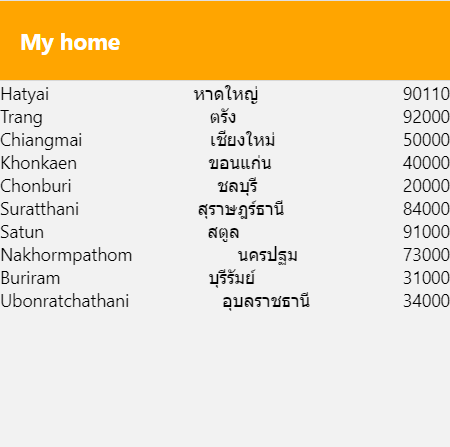 My home
Hatyai หาดใหญ่ 90110
Trang ตรัง 92000
Chiangmai เชียงใหม่ 50000
Khonkaen ขอนแก่น 40000
Chonburi ชลบุรี 20000
Suratthani สุราษฎร์ธานี 84000
Satun สตูล 91000
Nakhormpathom นครปฐม 73000
Buriram บุรีรัมย์ 31000
Ubonratchathani อุบลราชธานี 34000